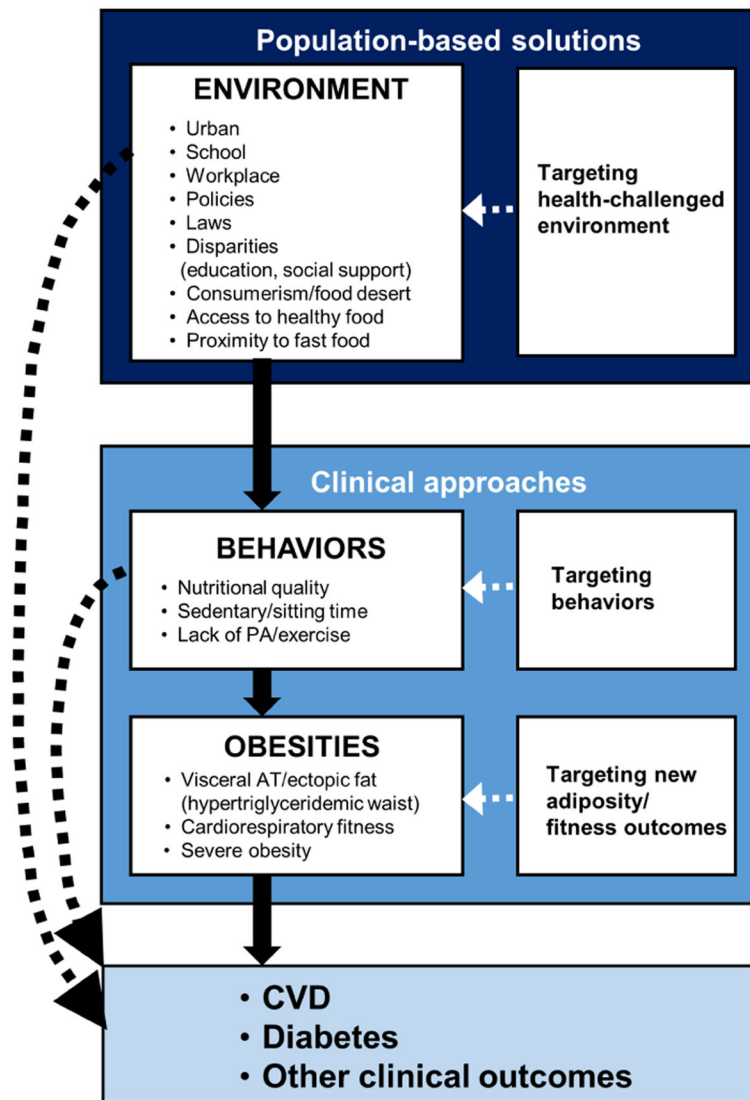 Population-based solutions
ENVIRONMENT
• Urban
• School
• Workplace
• Policies
• Laws
• Disparities
(education, social support)
• Consumerism/food desert
• Access to healthy food
• Proximity to fast food
Targeting
health-challenged
environment
Clinical approaches
BEHAVIORS
• Nutritional quality
• Sedentary/sitting time
• Lack of PA/exercise
Targeting
behaviors
OBESITIES
• Visceral AT/ectopic fat
(hypertriglyceridemic waist)
• Cardiorespiratory fitness
• Severe obesity
Targeting new
adiposity/
fitness outcomes
• CVD
• Diabetes
• Other clinical outcomes